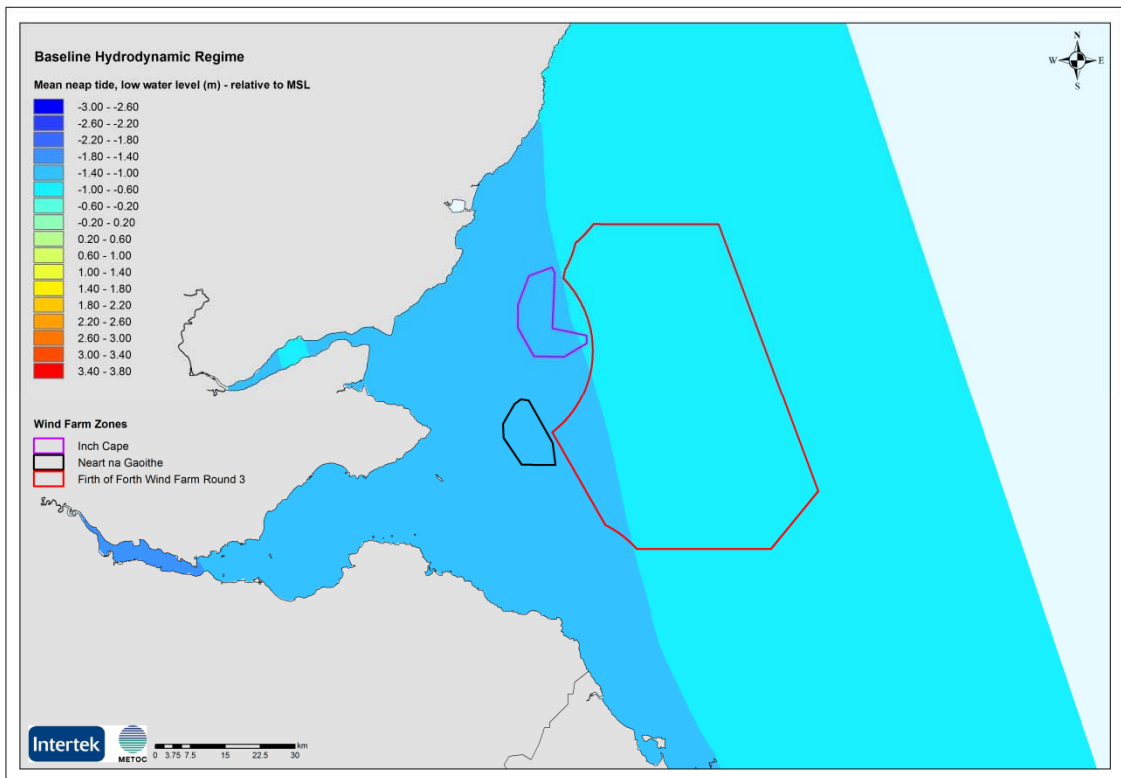 Baseline Hydrodynamic Regime
Mean neap tide, low water level (m) - relative to MSL
-3.00 - -2.60
-2.60 - -2.20
-2.20 - -1.80
-1.80 - -1.40
-1.40 - -1.00
-1.00 - -0.60
-0.60 - -0.20
-0.20 - 0.20
0.20 - 0.60
0.60 - 1.00
1.00 - 1.40
1.40 - 1.80
1.80 - 2.20
2.20 - 2.60
2.60 - 3.00
3.00 - 3.40
3.40 - 3.80
Wind Farm Zones
Inch Cape
Neart na Gaoithe
Firth of Forth Wind Farm Round 3
N
W E
S
Intertek
METOC
km
0 3.75 7.5 15 22.5 30